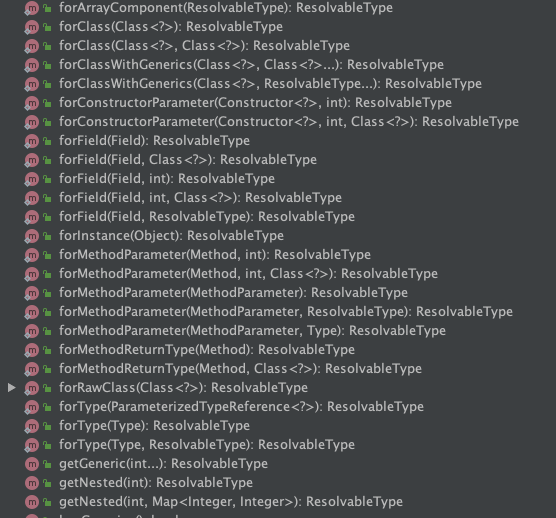 forArrayComponent(ResolvableType): ResolvableType
forClass(Class<?>): ResolvableType
forClass(Class<?>, Class<?>): ResolvableType
forClassWithGenerics(Class<?>, Class<?>...): ResolvableType
forClassWithGenerics(Class<?>, ResolvableType...): ResolvableType
forConstructorParameter(Constructor<?>, int): ResolvableType
forConstructorParameter(Constructor<?>, int, Class<?>): ResolvableType
forField(Field): ResolvableType
forField(Field, Class<?>): ResolvableType
forField(Field, int): ResolvableType
forField(Field, int, Class<?>): ResolvableType
forField(Field, ResolvableType): ResolvableType
forInstance(Object): ResolvableType
forMethodParameter(Method, int): ResolvableType
forMethodParameter(Method, int, Class<?>): ResolvableType
forMethodParameter(MethodParameter): ResolvableType
forMethodParameter(MethodParameter, ResolvableType): ResolvableType
forMethodParameter(MethodParameter, Type): ResolvableType
forMethodReturnType(Method): ResolvableType
forMethodReturnType(Method, Class<?>): ResolvableType
forRawClass(Class<?>): ResolvableType
forType(ParameterizedTypeReference<?>): ResolvableType
forType(Type): ResolvableType
forType(Type, ResolvableType): ResolvableType
getGeneric(int...): ResolvableType
getNested(int): ResolvableType
getNested(int, Map<Integer, Integer>): ResolvableType